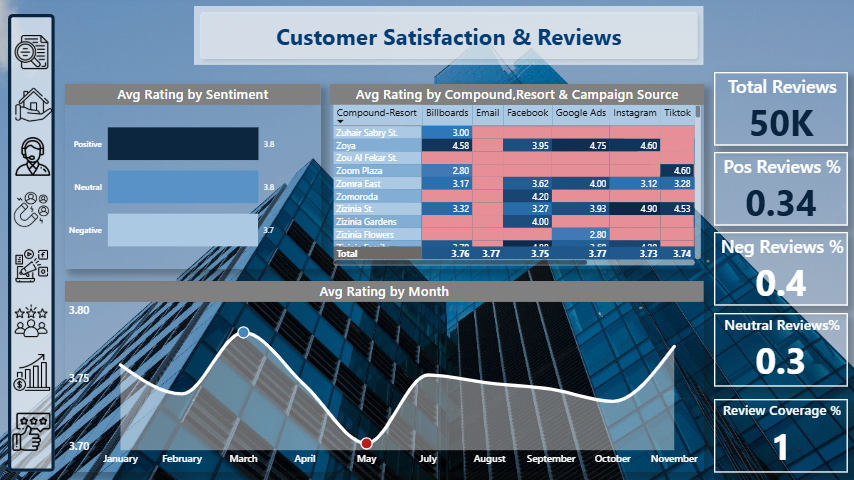 Customer Satisfaction & Reviews
Avg Rating by Sentiment
Positive 3.8
Neutral 3.8
Negative 3.7
Avg Rating by Compound,Resort & Campaign Source
Compound-Resort Billboards Email Facebook Google Ads Instagram Tiktok
Zuhair Sabry St. 3.00
Zoya 4.58 3.95 4.75 4.60
Zou Al Fekar St.
Zoom Plaza 2.80 4.60
Zomra East 3.17 3.62 4.00 3.12 3.28
Zomoroda 4.20
Zizinia St. 3.32 3.27 3.93 4.90 4.53
Zizinia Gardens 4.00
Zizinia Flowers 2.80
Total 3.76 3.77 3.75 3.77 3.73 3.74
Total Reviews
50K
Pos Reviews %
0.34
Neg Reviews %
0.4
Neutral Reviews%
0.3
Review Coverage %
1
Avg Rating by Month
3.80
3.75
3.70
January February March April May July August September October November